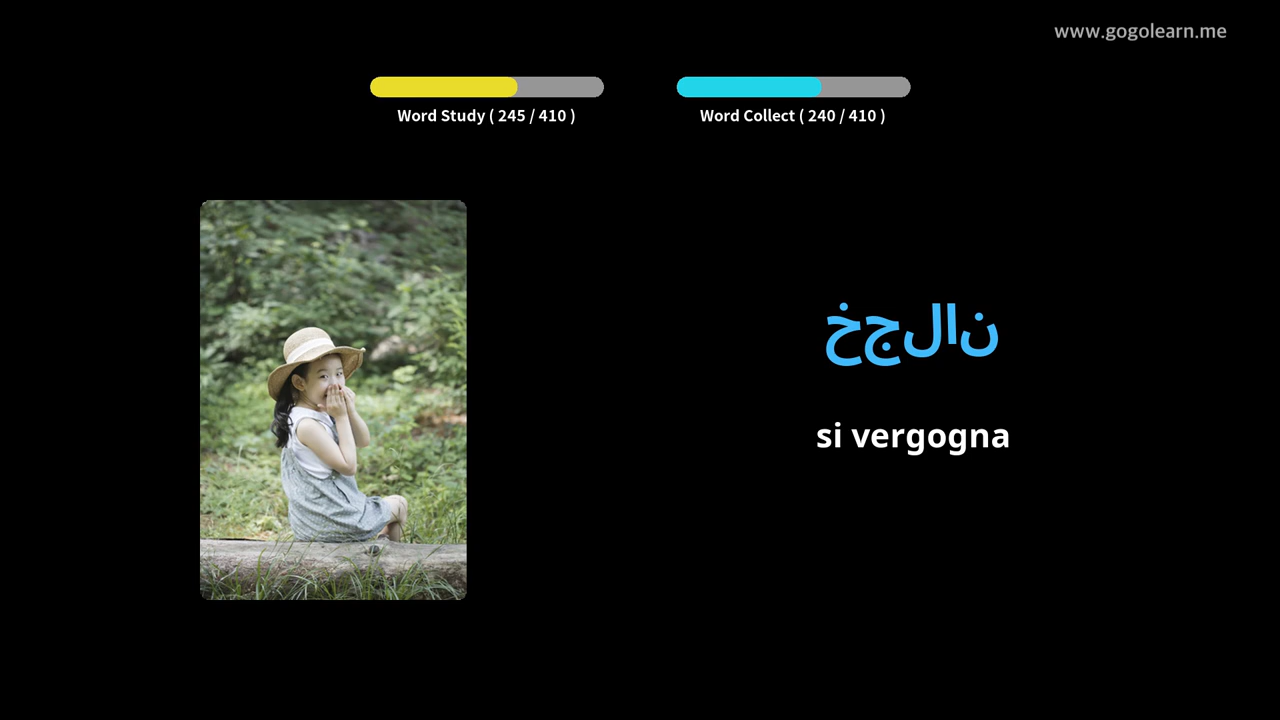 www.gogolearn.me
Word Study ( 245 / 410 )
Word Collect ( 240 / 410 )
خجلان
si vergogna